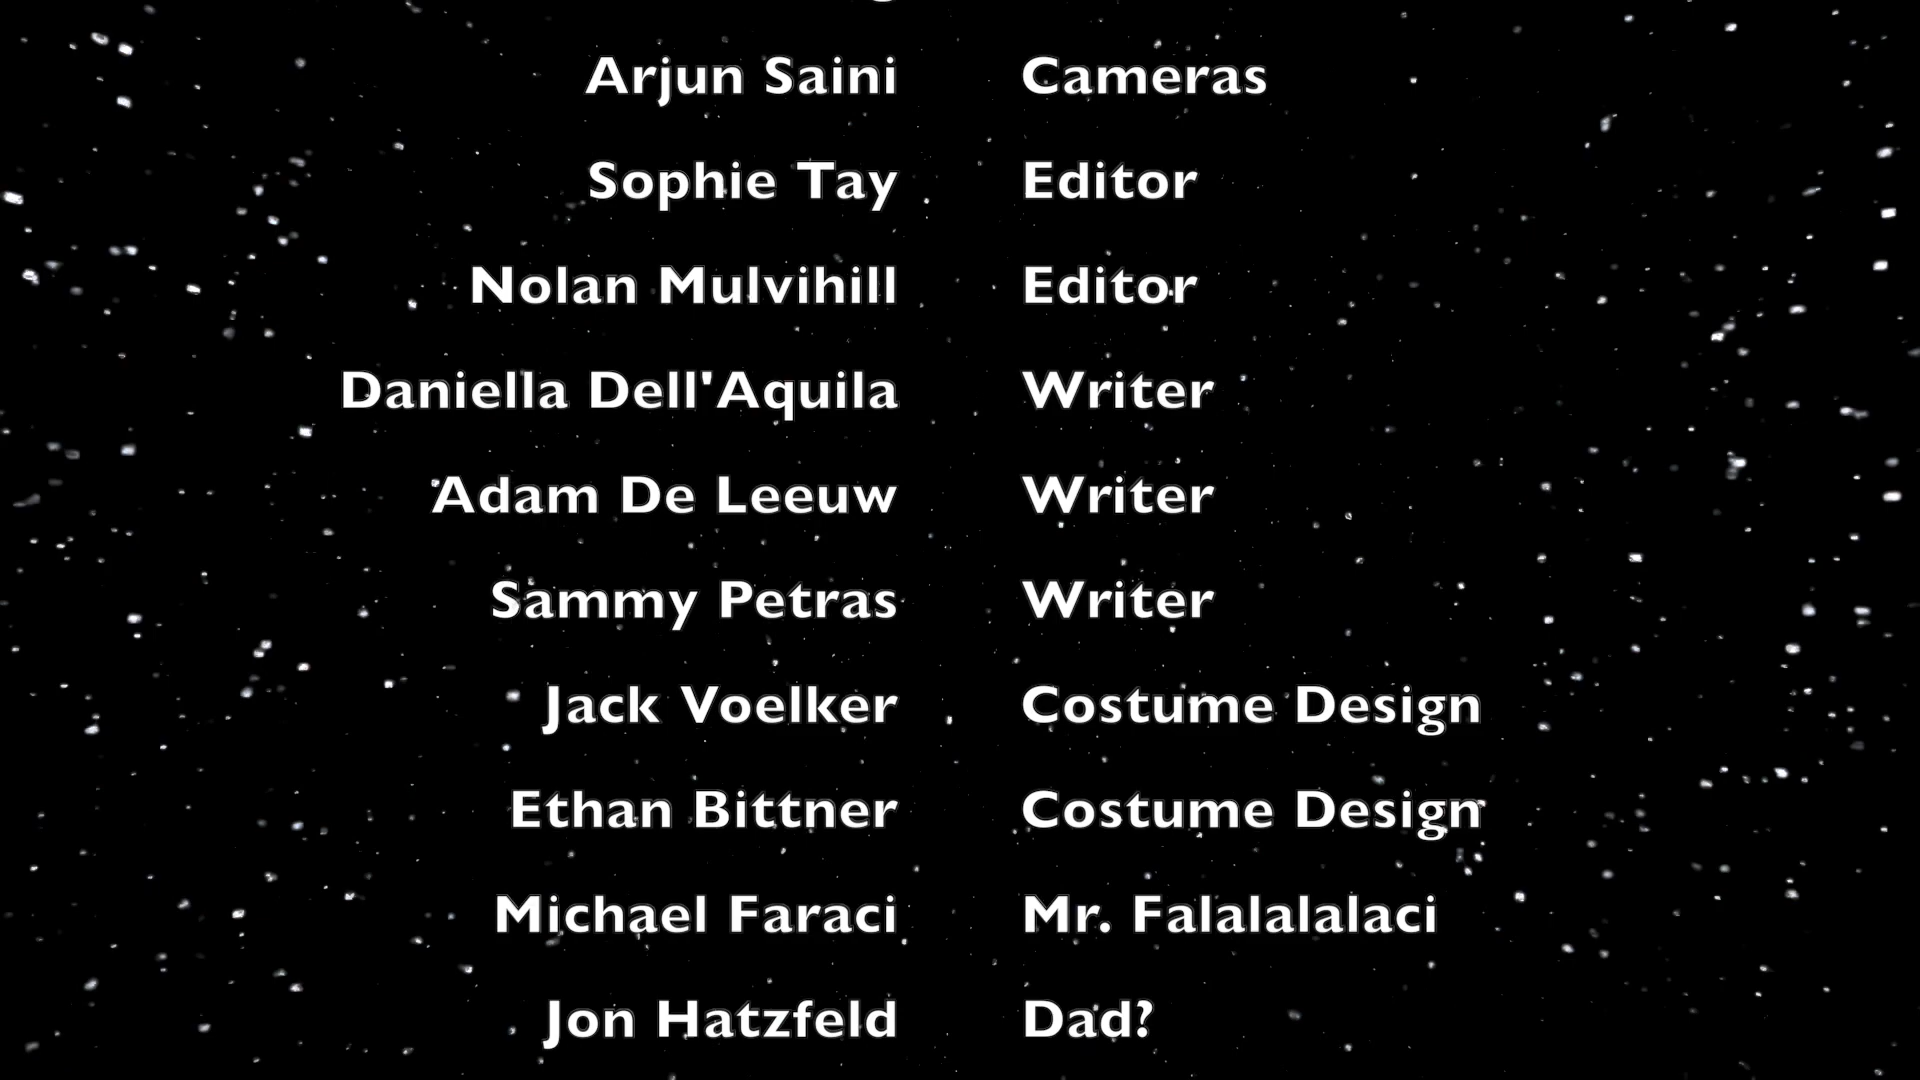 Arjun Saini Cameras
Sophie Tay Editor
Nolan Mulvihill Editor
Daniella Dell'Aquila Writer
Adam De Leeuw Writer
Sammy Petras Writer
Jack Voelker Costume Design
Ethan Bittner Costume Design
Michael Faraci Mr. Falalalalaci
Jon Hatzfeld Dad?